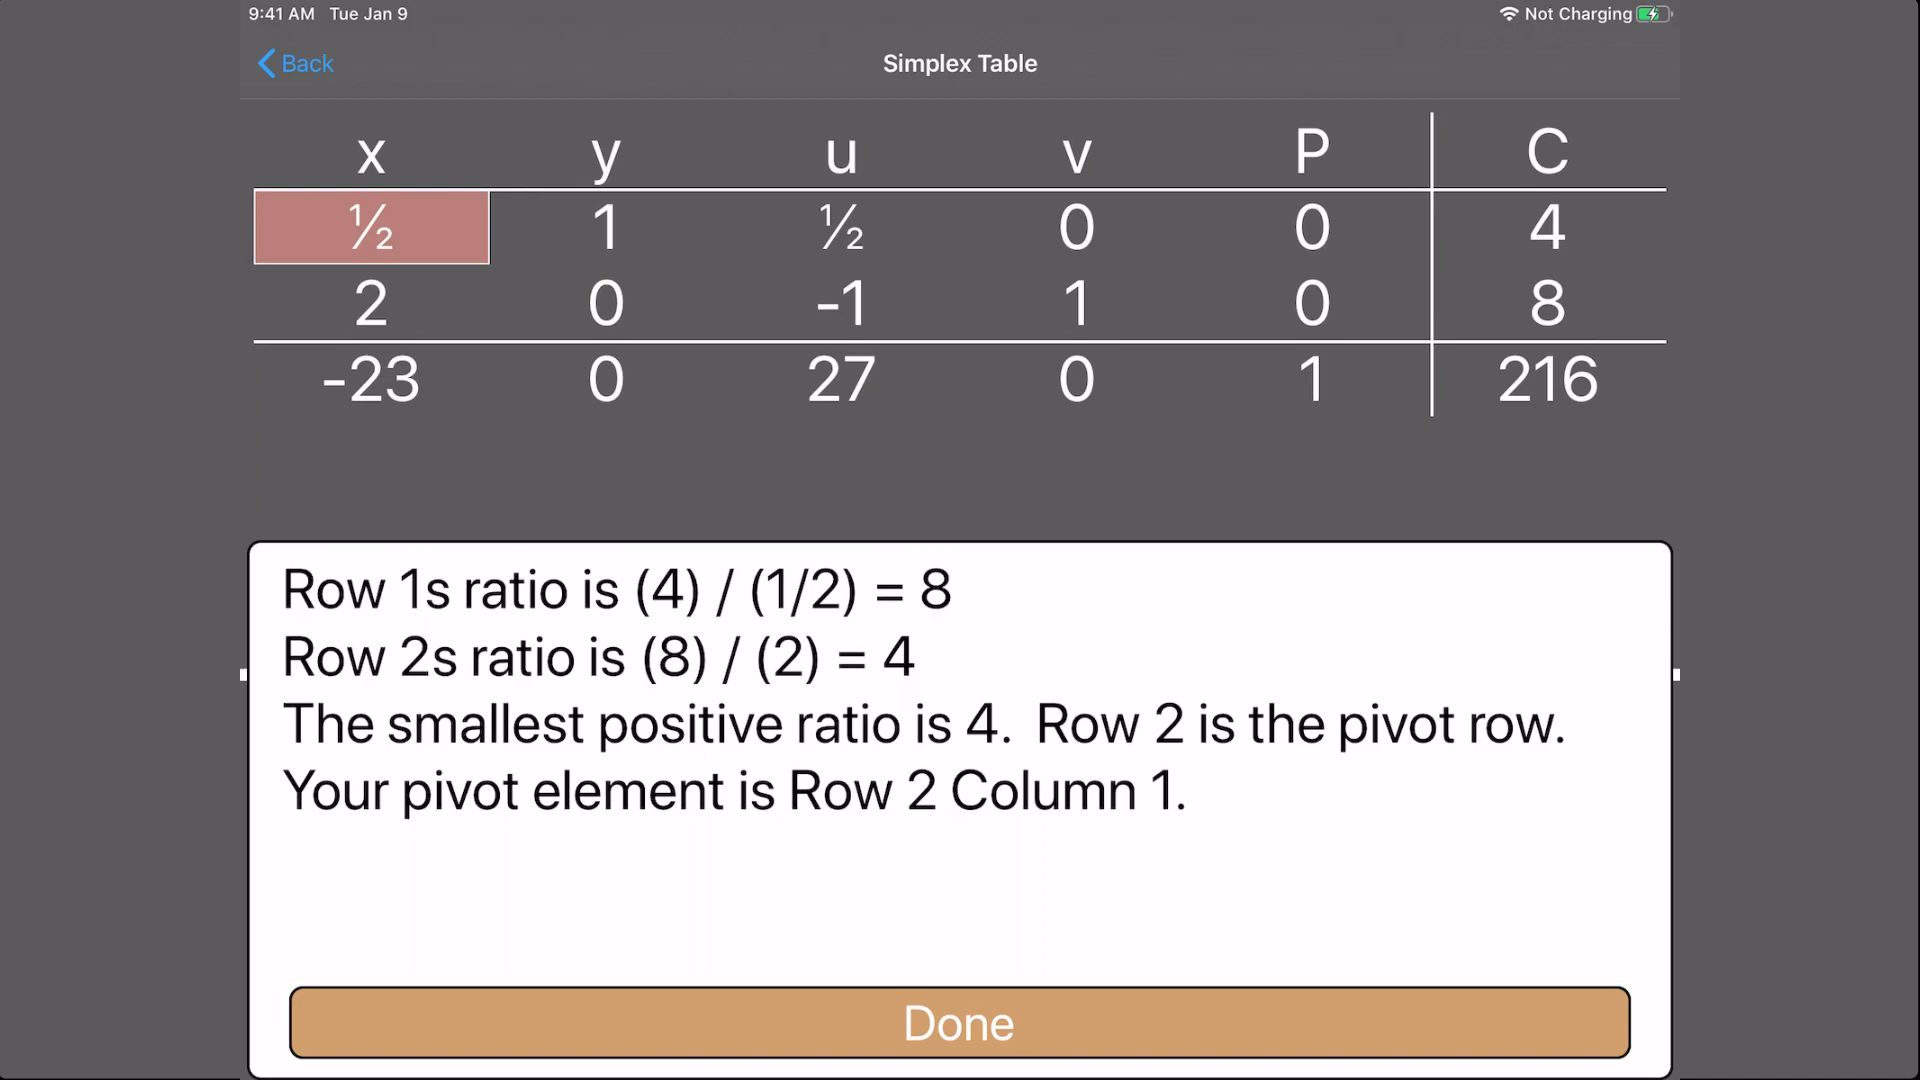 9:41 AM Tue Jan 9 Not Charging
Back Simplex Table
x y u v P C
½ 1 ½ 0 0 4
2 0 -1 1 0 8
-23 0 27 0 1 216
Row 1s ratio is (4) / (1/2) = 8
Row 2s ratio is (8) / (2) = 4
The smallest positive ratio is 4.  Row 2 is the pivot row.
Your pivot element is Row 2 Column 1.
Done